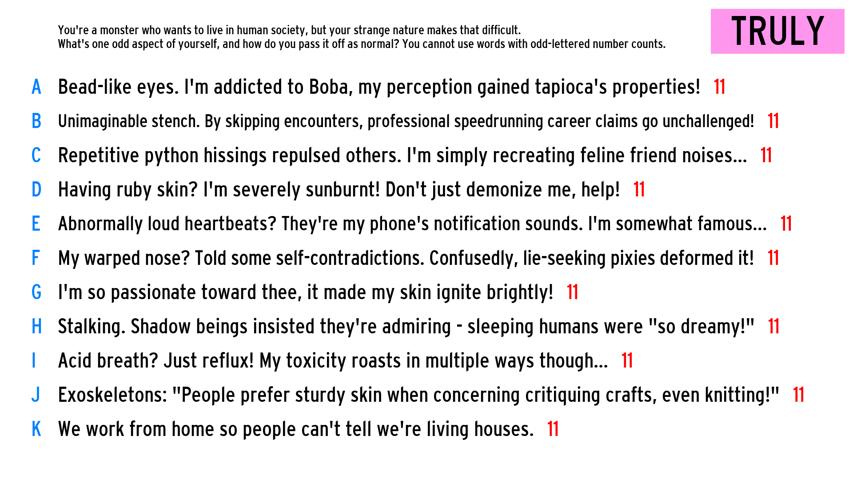 You're a monster who wants to live in human society, but your strange nature makes that difficult.
What's one odd aspect of yourself, and how do you pass it off as normal? You cannot use words with odd-lettered number counts.
TRULY
A Bead-like eyes. I'm addicted to Boba, my perception gained tapioca's properties! 11
B Unimaginable stench. By skipping encounters, professional speedrunning career claims go unchallenged! 11
C Repetitive python hissings repulsed others. I'm simply recreating feline friend noises... 11
D Having ruby skin? I'm severely sunburnt! Don't just demonize me, help! 11
E Abnormally loud heartbeats? They're my phone's notification sounds. I'm somewhat famous... 11
F My warped nose? Told some self-contradictions. Confusedly, lie-seeking pixies deformed it! 11
G I'm so passionate toward thee, it made my skin ignite brightly! 11
H Stalking. Shadow beings insisted they're admiring - sleeping humans were "so dreamy!" 11
I Acid breath? Just reflux! My toxicity roasts in multiple ways though... 11
J Exoskeletons: "People prefer sturdy skin when concerning critiquing crafts, even knitting!" 11
K We work from home so people can't tell we're living houses. 11